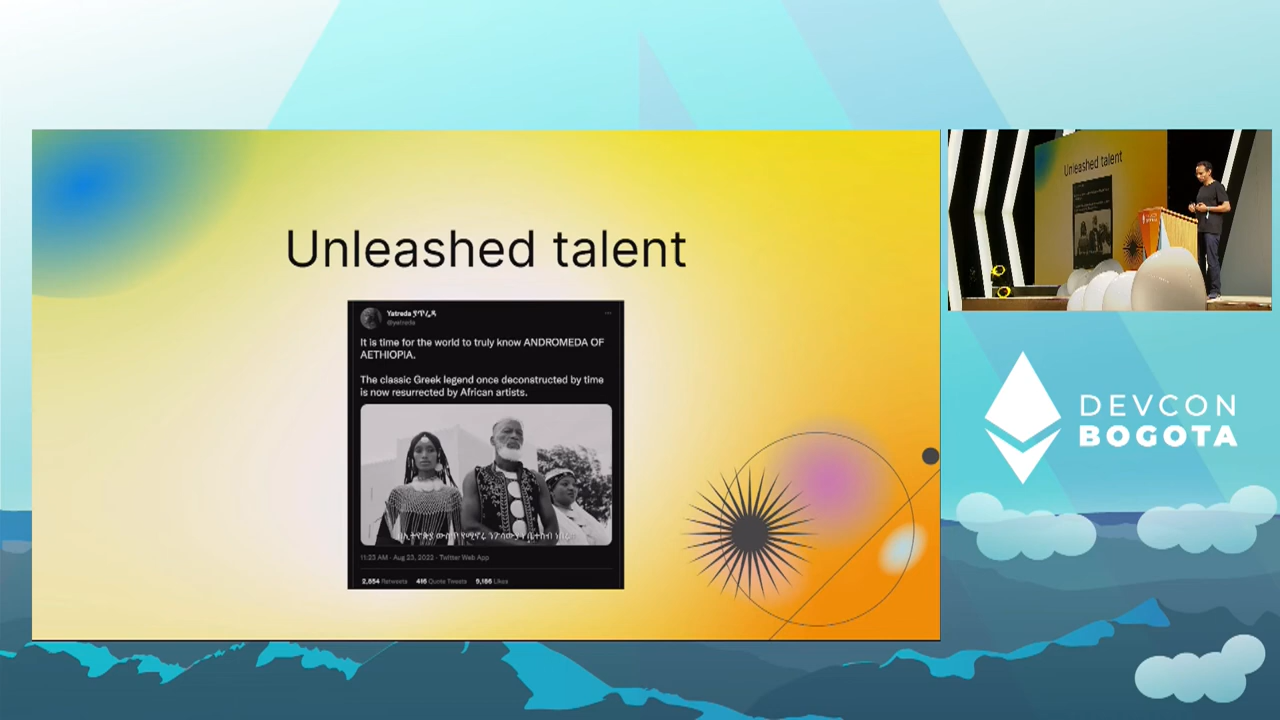 Unleashed talent
Yatreda ያጥሬዳ
@yatreda
It is time for the world to truly know ANDROMEDA OF
AETHIOPIA.
The classic Greek legend once deconstructed by time
is now resurrected by African artists.
11:23 AM · Aug 23, 2022 · Twitter Web App
2,854 Retweets 416 Quote Tweets 9,166 Likes
Unleashed talent
DEVCON
BOGOTA